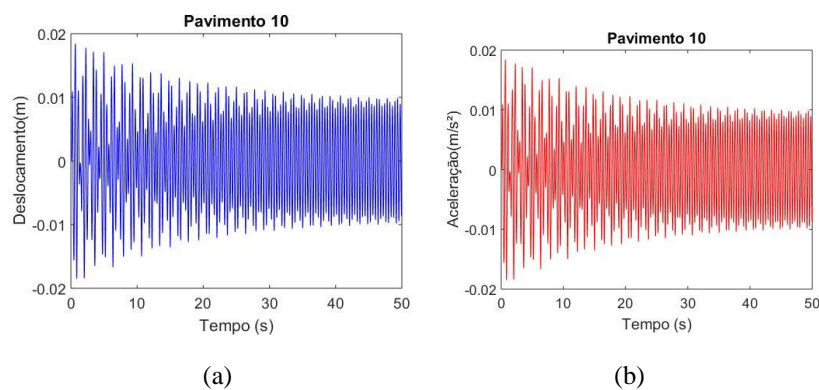 Pavimento 10
0.02
0.01
0
-0.01
-0.02
Deslocamento(m)
0 10 20 30 40 50
Tempo (s)
(a)
Pavimento 10
0.02
0.01
0
-0.01
-0.02
Aceleração(m/s²)
0 10 20 30 40 50
Tempo (s)
(b)